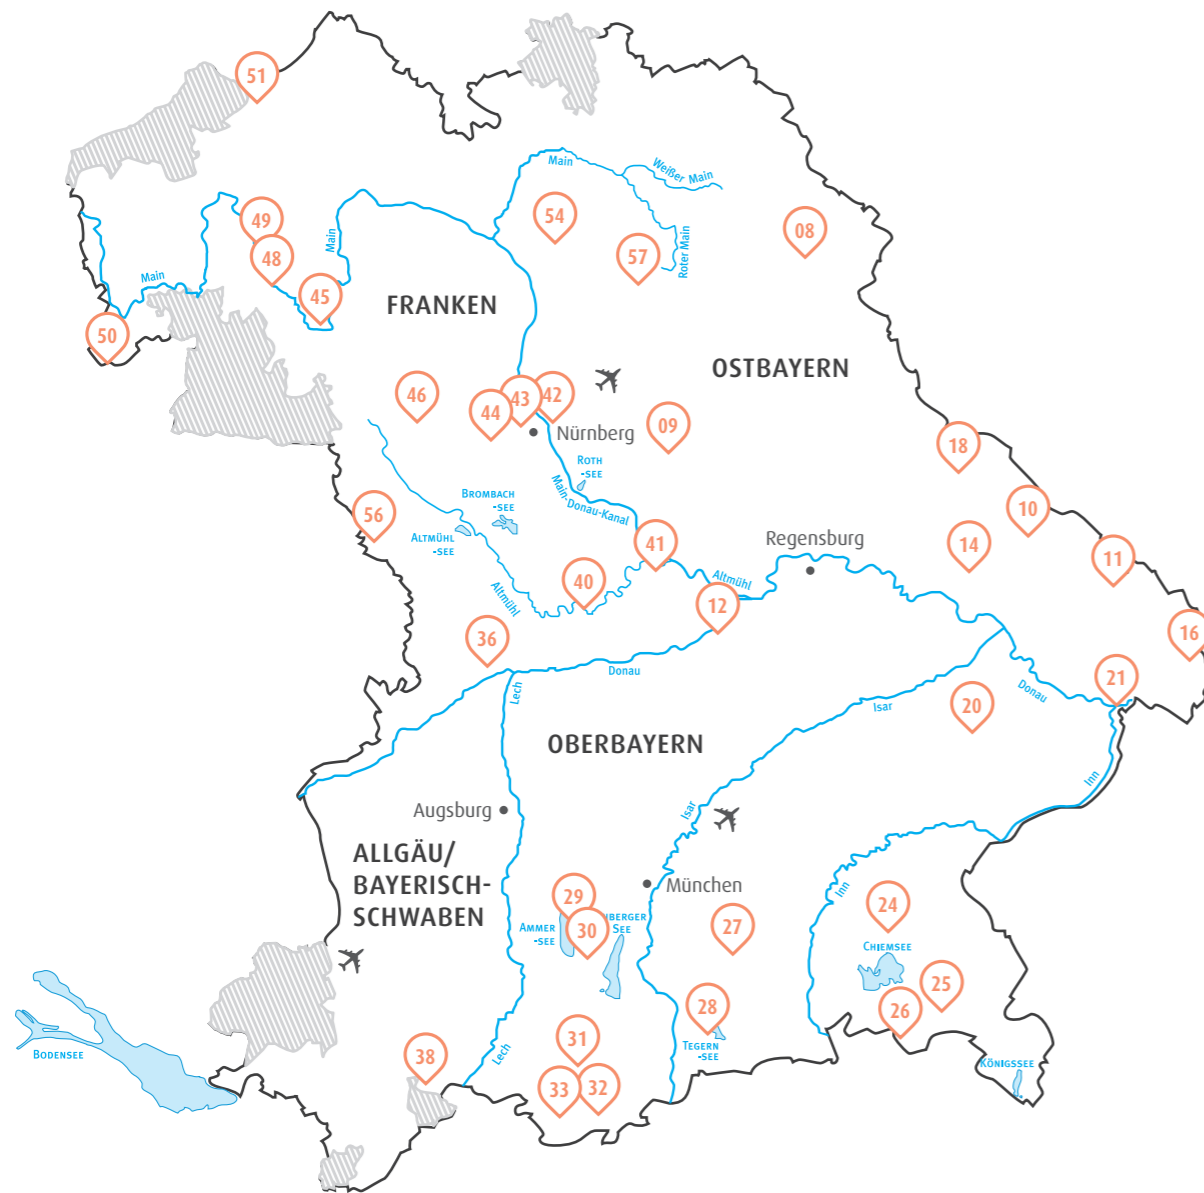 51
Main
Weißer Main
49
54
08
Main
48
57
Roter Main
Main
45
FRANKEN
50
OSTBAYERN
46
44
43
42
09
Nürnberg
18
ROTH
-SEE
BROMBACH
-SEE
Main-Donau-Kanal
56
10
ALTMÜHL
-SEE
41
Regensburg
14
11
Altmühl
40
Altmühl
12
16
36
Donau
21
Lech
Donau
20
Isar
OBERBAYERN
Inn
Augsburg
Isar
ALLGÄU/
BAYERISCH-
SCHWABEN
München
29
Inn
24
AMMER
-SEE
30
BERGER
SEE
27
CHIEMSEE
25
28
26
31
TEGERN
-SEE
BODENSEE
38
Lech
KÖNIGSSEE
33
32